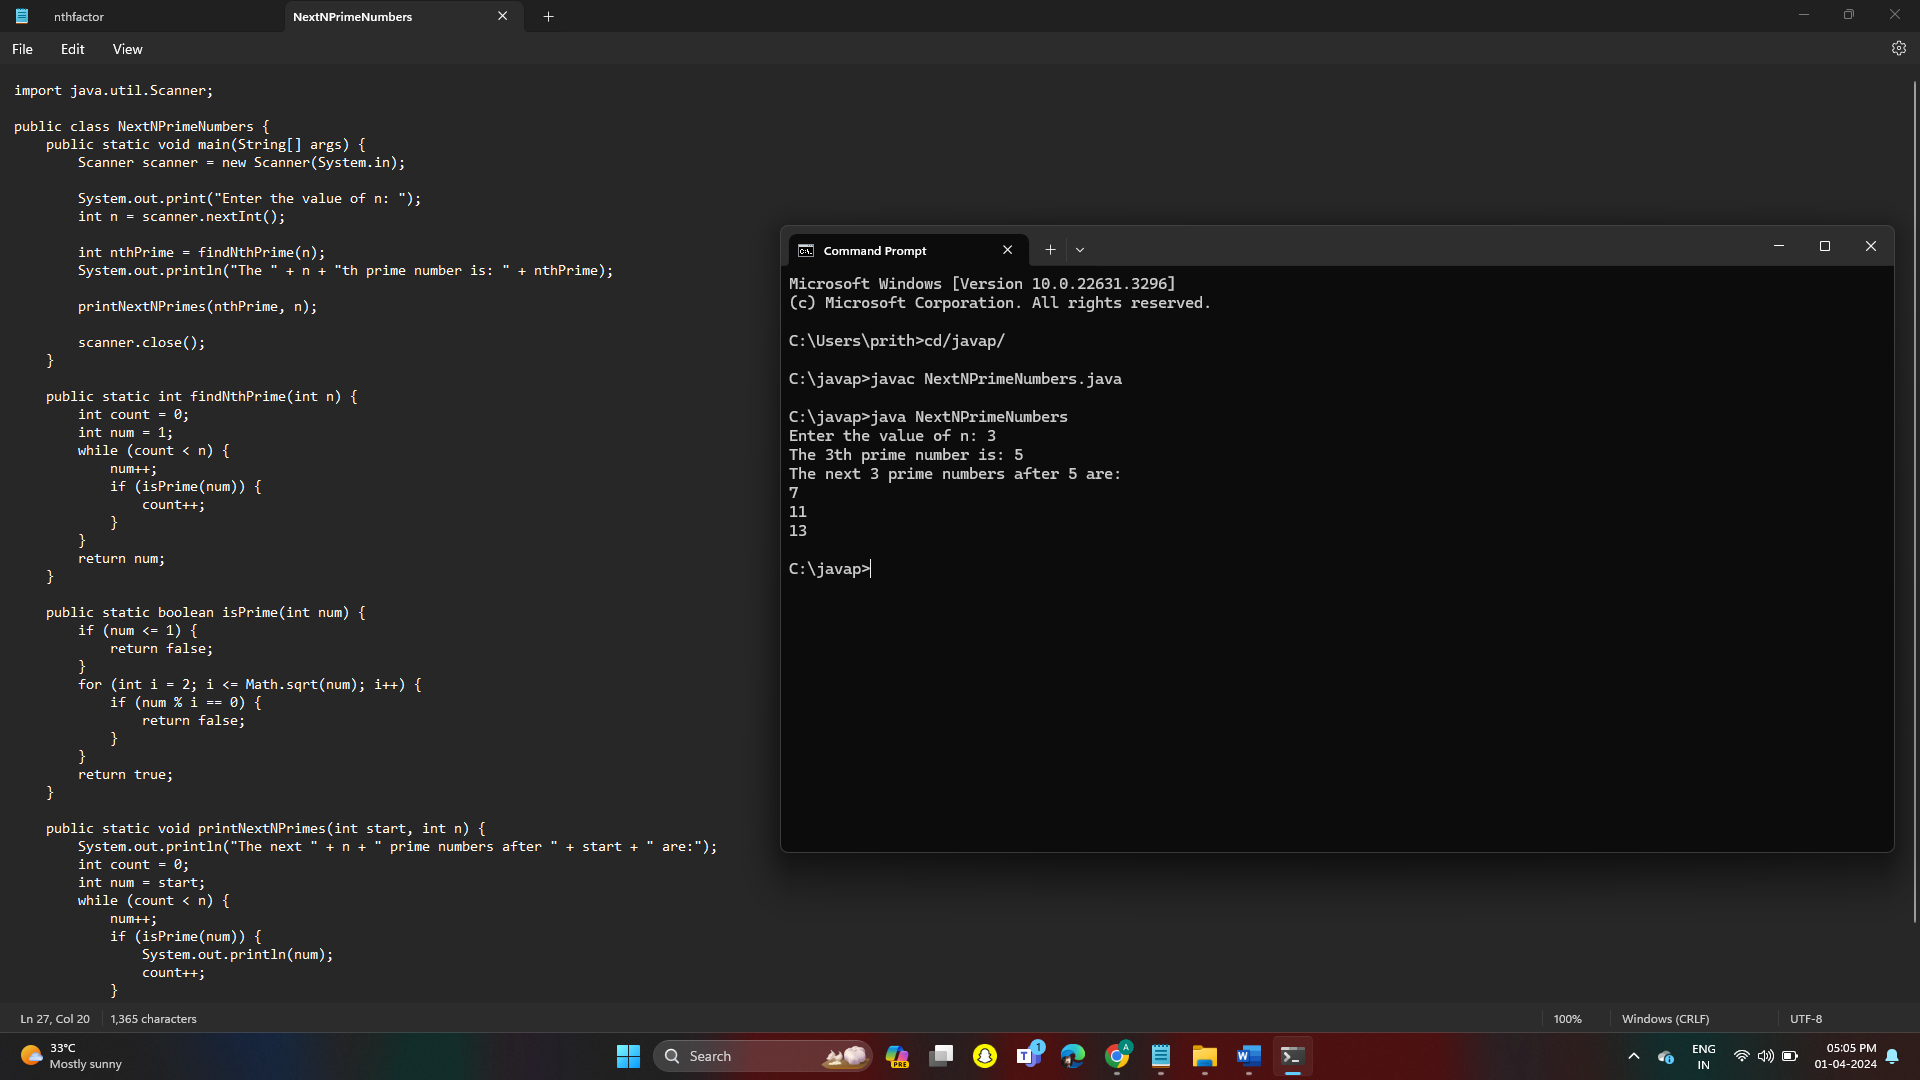 nthfactor
NextNPrimeNumbers
File Edit View
import java.util.Scanner;
public class NextNPrimeNumbers {
public static void main(String[] args) {
Scanner scanner = new Scanner(System.in);
System.out.print("Enter the value of n: ");
int n = scanner.nextInt();
int nthPrime = findNthPrime(n);
System.out.println("The " + n + "th prime number is: " + nthPrime);
printNextNPrimes(nthPrime, n);
scanner.close();
}
public static int findNthPrime(int n) {
int count = 0;
int num = 1;
while (count < n) {
num++;
if (isPrime(num)) {
count++;
}
}
return num;
}
public static boolean isPrime(int num) {
if (num <= 1) {
return false;
}
for (int i = 2; i <= Math.sqrt(num); i++) {
if (num % i == 0) {
return false;
}
}
return true;
}
public static void printNextNPrimes(int start, int n) {
System.out.println("The next " + n + " prime numbers after " + start + " are:");
int count = 0;
int num = start;
while (count < n) {
num++;
if (isPrime(num)) {
System.out.println(num);
count++;
}
Command Prompt
Microsoft Windows [Version 10.0.22631.3296]
(c) Microsoft Corporation. All rights reserved.
C:\Users\prith>cd/javap/
C:\javap>javac NextNPrimeNumbers.java
C:\javap>java NextNPrimeNumbers
Enter the value of n: 3
The 3th prime number is: 5
The next 3 prime numbers after 5 are:
7
11
13
C:\javap>
Ln 27, Col 20 1,365 characters 100% Windows (CRLF) UTF-8
33°C
Mostly sunny
Search
PRE
T
1
A
W
ENG
IN
05:05 PM
01-04-2024